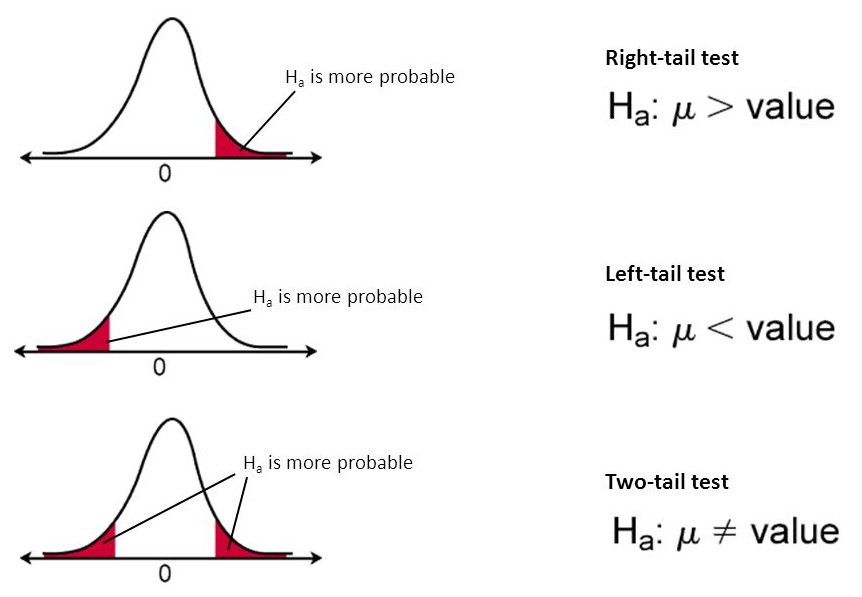 Right-tail test
Hₐ is more probable
Hₐ: μ > value
0
Left-tail test
Hₐ is more probable
Hₐ: μ < value
0
Hₐ is more probable
Two-tail test
Hₐ: μ ≠ value
0